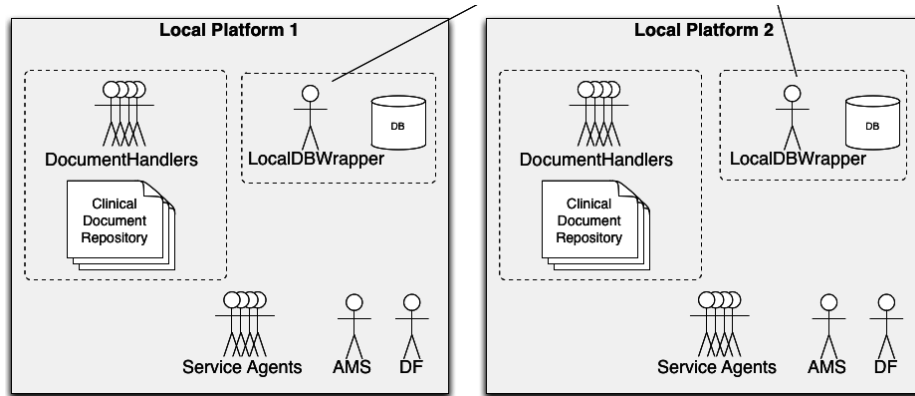 Local Platform 1
DocumentHandlers
LocalDBWrapper
DB
Clinical
Document
Repository
Service Agents
AMS
DF
Local Platform 2
DocumentHandlers
LocalDBWrapper
DB
Clinical
Document
Repository
Service Agents
AMS
DF